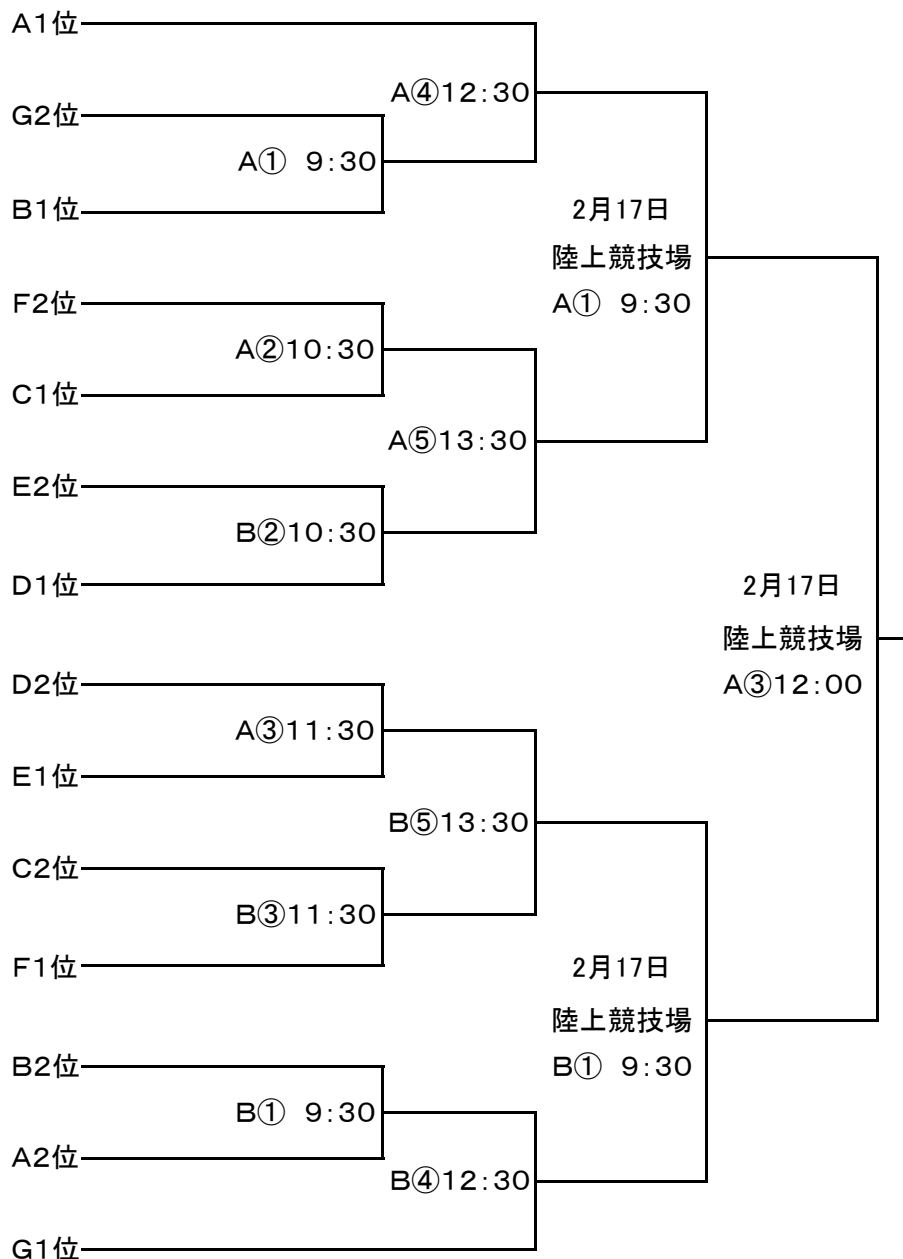 A1位
A④12:30
G2位
A① 9:30
B1位
2月17日
陸上競技場
A① 9:30
F2位
A②10:30
C1位
A⑤13:30
E2位
B②10:30
D1位
2月17日
陸上競技場
A③12:00
D2位
A③11:30
E1位
B⑤13:30
C2位
B③11:30
F1位
2月17日
陸上競技場
B① 9:30
B2位
B① 9:30
A2位
B④12:30
G1位